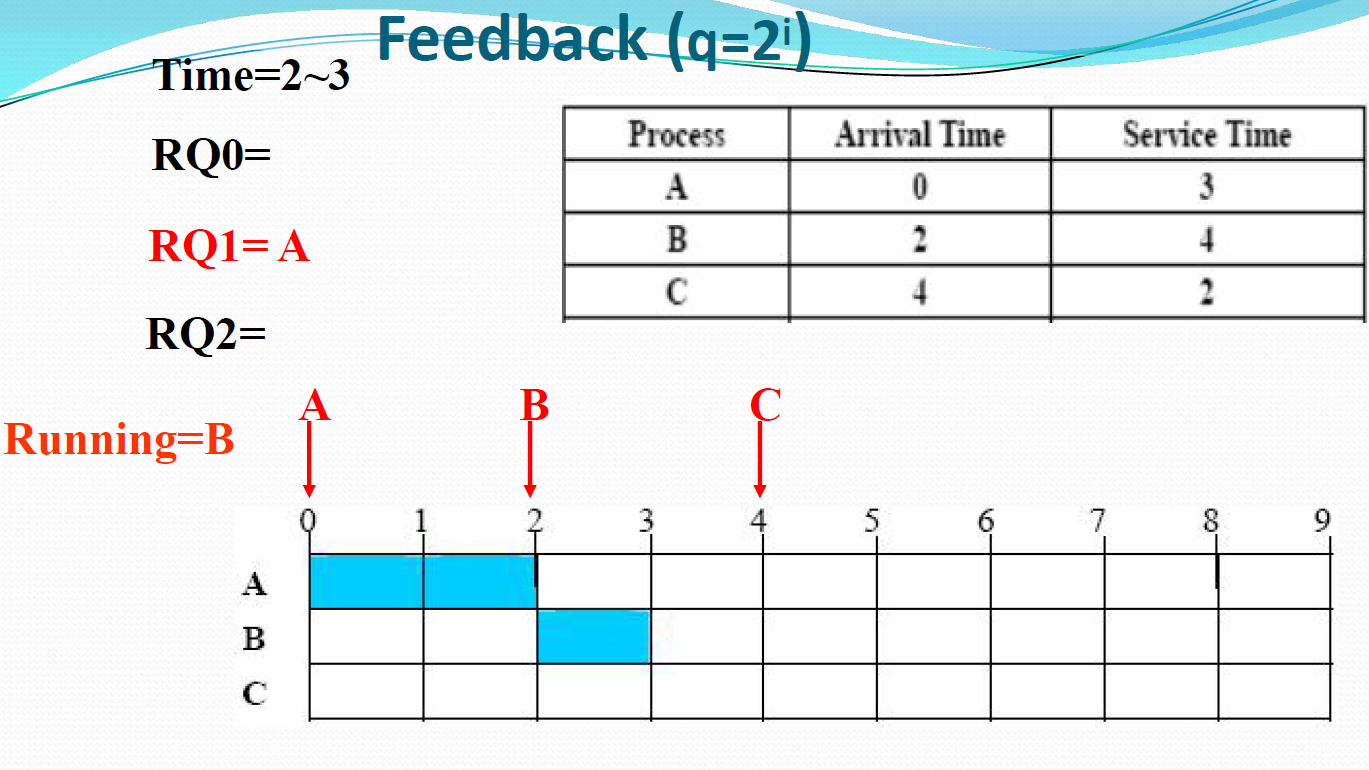 Feedback (q=2ⁱ)
Time=2~3
RQ0=
RQ1= A
RQ2=
Running=B
Process Arrival Time Service Time
A 0 3
B 2 4
C 4 2
A B C
0 1 2 3 4 5 6 7 8 9
A
B
C